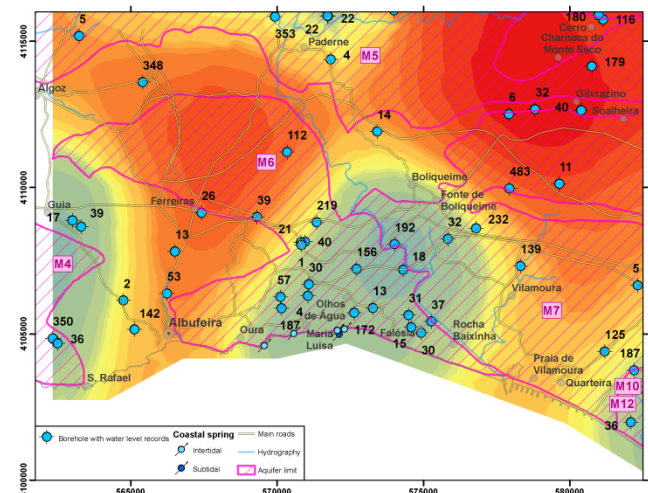 4115000
4110000
4105000
4100000
665000
670000
675000
580000
5
348
Algoz
353
22
22
Paderne
4
M5
14
112
M6
180
116
Cerro
Charneca do
Monte Seco
179
6
32
40
Gilvrazino
Soalheira
483
11
Boliqueime
Fonte de
Boliqueime
Guia
17
39
Ferreiras
26
39
219
21
40
1
192
32
232
13
156
18
139
M4
2
53
57
30
Vilamoura
5
M7
142
Albufeira
4
Olhos
de Água
13
31
37
350
36
Oura
187
Maria
Luisa
172
Falésia
15
30
Rocha
Baixinha
125
187
S. Rafael
Praia de
Vilamoura
Quarteira
M10
M12
36
Borehole with water level records
Coastal spring
Intertidal
Subtidal
Main roads
Hydrography
Aquifer limit